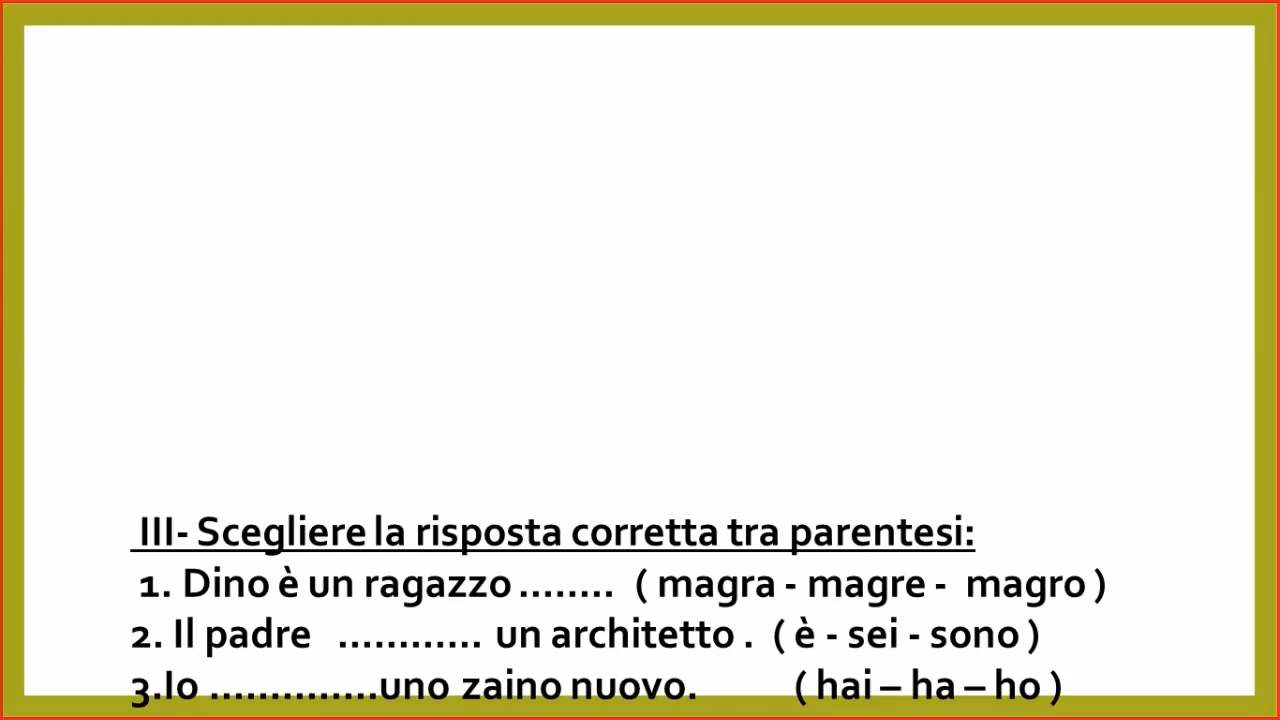 III- Scegliere la risposta corretta tra parentesi:
1. Dino è un ragazzo ........ ( magra - magre - magro )
2. Il padre ............ un architetto . ( è - sei - sono )
3.Io ..............uno zaino nuovo. ( hai – ha – ho )